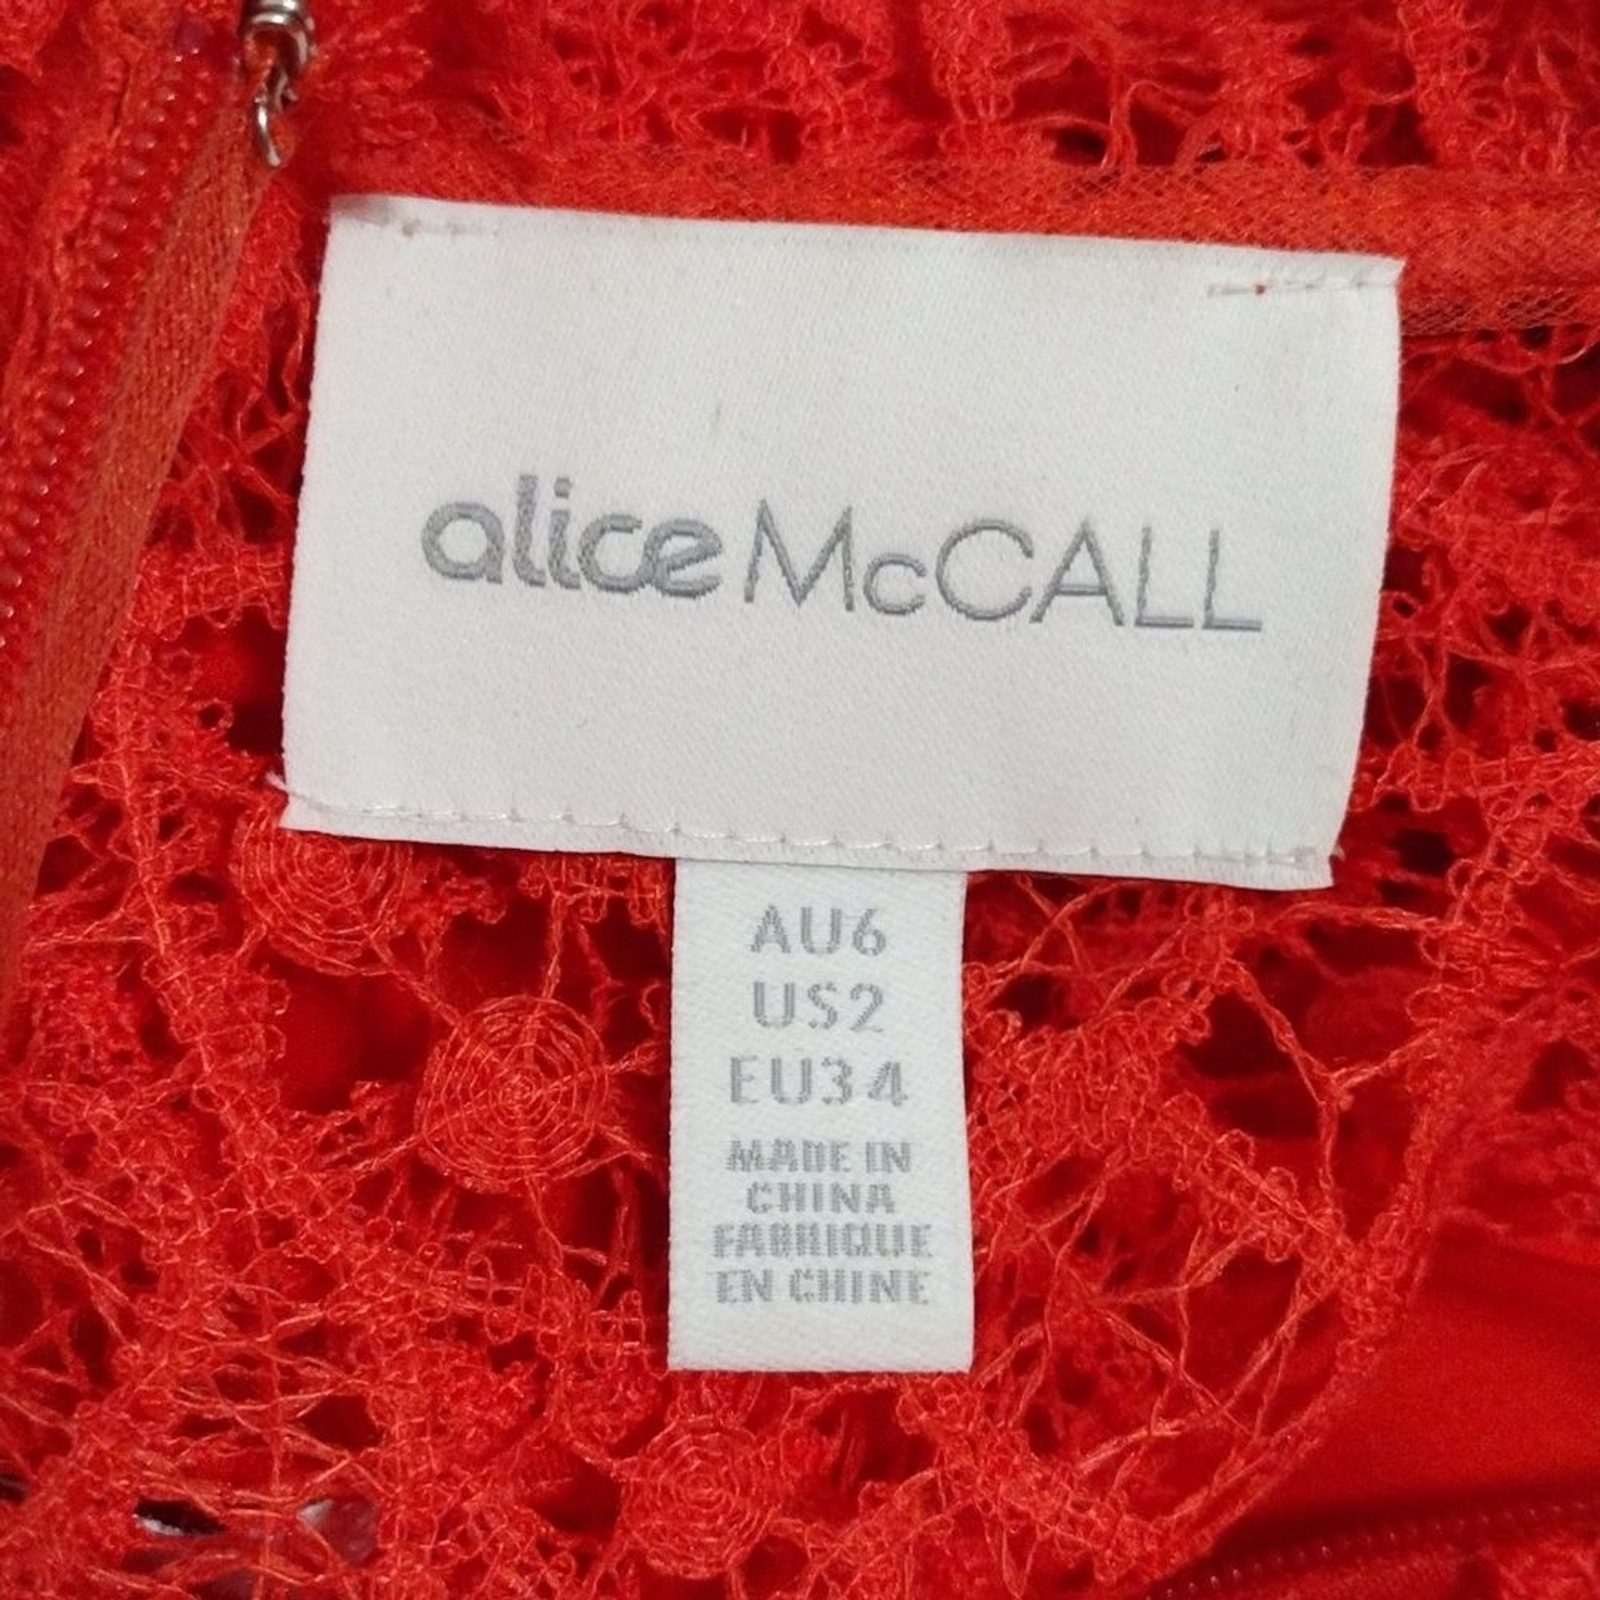 alice McCALL
AU6
US2
EU34
MADE IN
CHINA
FABRIQUE
EN CHINE